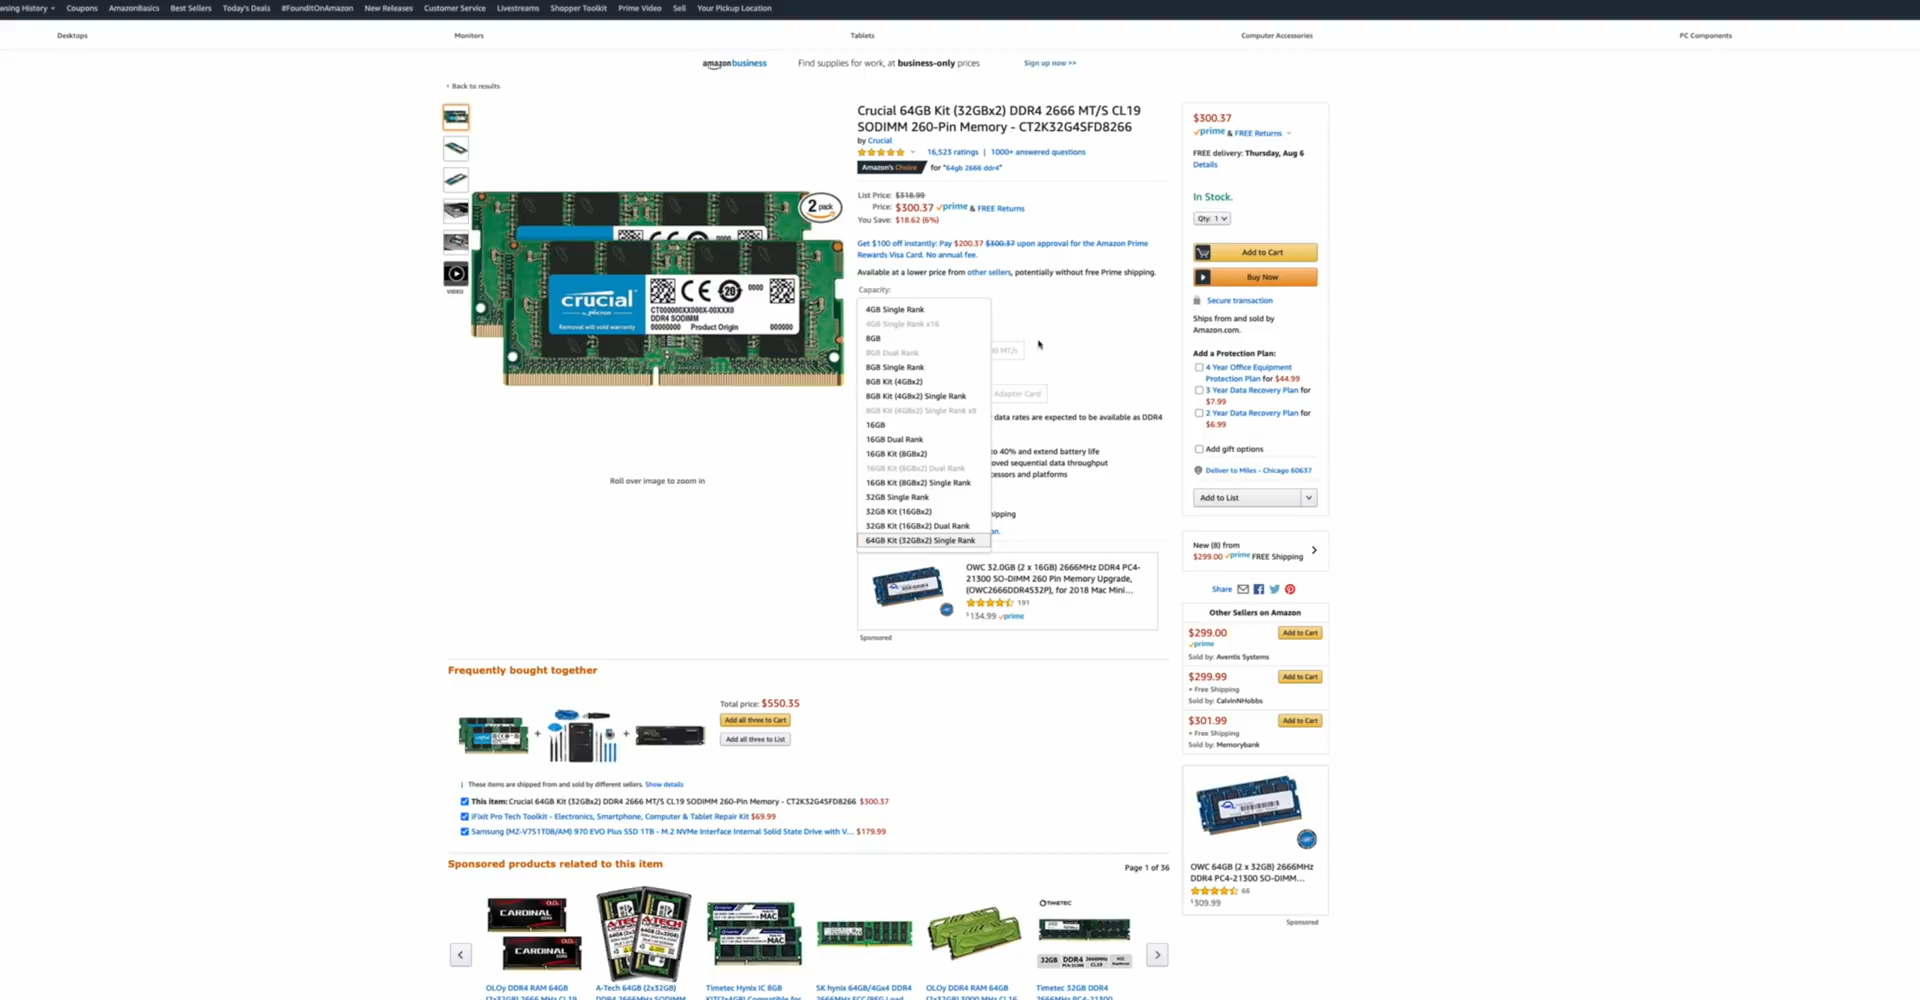 Coupons
AmazonBasics
Best Sellers
Today's Deals
#FoundItOnAmazon
New Releases
Customer Service
Livestreams
Shopper Toolkit
Prime Video
Sell
Your Pickup Location
Desktops
Monitors
Tablets
Computer Accessories
PC Components
amazonbusiness
Find supplies for work, at business-only prices
Sign up now >>
‹ Back to results
VIDEO
2 pack
crucial
by Micron
Removal will void warranty
DDR4 SODIMM
Product Origin
Roll over image to zoom in
Crucial 64GB Kit (32GBx2) DDR4 2666 MT/S CL19
SODIMM 260-Pin Memory - CT2K32G4SFD8266
by Crucial
16,523 ratings | 1000+ answered questions
Amazon's Choice for "64gb 2666 ddr4"
List Price: $318.99
Price: $300.37 prime & FREE Returns
You Save: $18.62 (6%)
Get $100 off instantly: Pay $200.37 $300.37 upon approval for the Amazon Prime
Rewards Visa Card. No annual fee.
Available at a lower price from other sellers, potentially without free Prime shipping.
Capacity:
4GB Single Rank
4GB Single Rank x16
8GB
8GB Dual Rank
8GB Single Rank
8GB Kit (4GBx2)
8GB Kit (4GBx2) Single Rank
8GB Kit (4GBx2) Single Rank x8
16GB
16GB Dual Rank
16GB Kit (8GBx2)
16GB Kit (8GBx2) Dual Rank
16GB Kit (8GBx2) Single Rank
32GB Single Rank
32GB Kit (16GBx2)
32GB Kit (16GBx2) Dual Rank
64GB Kit (32GBx2) Single Rank
MT/s
Adapter Card
data rates are expected to be available as DDR4
to 40% and extend battery life
oved sequential data throughput
cessors and platforms
OWC 32.0GB (2 x 16GB) 2666MHz DDR4 PC4-
21300 SO-DIMM 260 Pin Memory Upgrade,
(OWC2666DDR4S32P), for 2018 Mac Mini...
191
$134.99 prime
Sponsored
$300.37
prime & FREE Returns
FREE delivery: Thursday, Aug 6
Details
In Stock.
Qty: 1
Add to Cart
Buy Now
Secure transaction
Ships from and sold by
Amazon.com.
Add a Protection Plan:
4 Year Office Equipment
Protection Plan for $44.99
3 Year Data Recovery Plan for
$7.99
2 Year Data Recovery Plan for
$6.99
Add gift options
Deliver to Miles - Chicago 60637
Add to List
New (8) from
$299.00 prime FREE Shipping
Share
Other Sellers on Amazon
$299.00
Add to Cart
prime
Sold by: Aventis Systems
$299.99
Add to Cart
+ Free Shipping
Sold by: CalvinNHobbs
$301.99
Add to Cart
+ Free Shipping
Sold by: Memorybank
OWC 64GB (2 x 32GB) 2666MHz
DDR4 PC4-21300 SO-DIMM...
66
$309.99
Sponsored
Frequently bought together
Total price: $550.35
Add all three to Cart
Add all three to List
These items are shipped from and sold by different sellers. Show details
This item: Crucial 64GB Kit (32GBx2) DDR4 2666 MT/S CL19 SODIMM 260-Pin Memory - CT2K32G4SFD8266 $300.37
iFixit Pro Tech Toolkit - Electronics, Smartphone, Computer & Tablet Repair Kit $69.99
Samsung (MZ-V7S1T0B/AM) 970 EVO Plus SSD 1TB - M.2 NVMe Interface Internal Solid State Drive with V... $179.99
Sponsored products related to this item
Page 1 of 36
CARDINAL
CARDINAL
A-TECH
MAC
MAC
TIMETEC
32GB DDR4
OLOy DDR4 RAM 64GB
A-Tech 64GB (2x32GB)
Timetec Hynix IC 8GB
SK hynix 64GB/4Gx4 DDR4
OLOy DDR4 RAM 64GB
Timetec 32GB DDR4